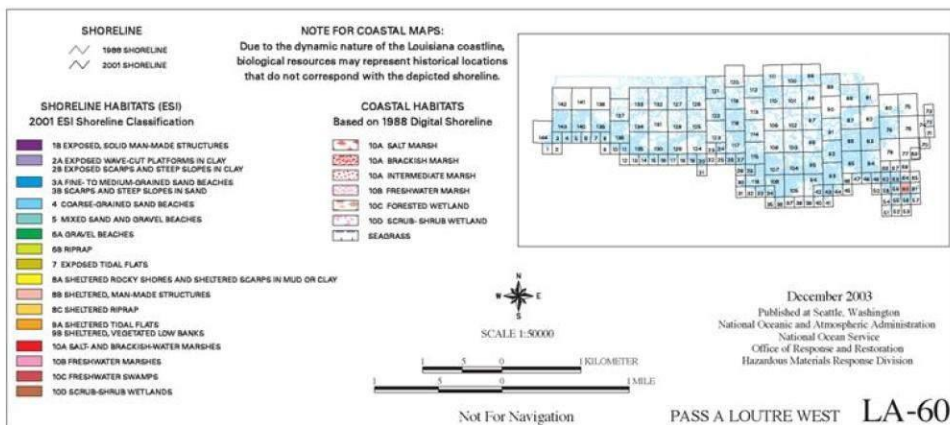 SHORELINE
1988 SHORELINE
2001 SHORELINE
NOTE FOR COASTAL MAPS:
Due to the dynamic nature of the Louisiana coastline,
biological resources may represent historical locations
that do not correspond with the depicted shoreline.
SHORELINE HABITATS (ESI)
2001 ESI Shoreline Classification
1B EXPOSED, SOLID MAN-MADE STRUCTURES
2A EXPOSED WAVE-CUT PLATFORMS IN CLAY
2B EXPOSED SCARPS AND STEEP SLOPES IN CLAY
3A FINE- TO MEDIUM-GRAINED SAND BEACHES
3B SCARPS AND STEEP SLOPES IN SAND
4 COARSE-GRAINED SAND BEACHES
5 MIXED SAND AND GRAVEL BEACHES
6A GRAVEL BEACHES
6B RIPRAP
7 EXPOSED TIDAL FLATS
8A SHELTERED ROCKY SHORES AND SHELTERED SCARPS IN MUD OR CLAY
8B SHELTERED, MAN-MADE STRUCTURES
8C SHELTERED RIPRAP
9A SHELTERED TIDAL FLATS
9B SHELTERED, VEGETATED LOW BANKS
10A SALT- AND BRACKISH-WATER MARSHES
10B FRESHWATER MARSHES
10C FRESHWATER SWAMPS
10D SCRUB-SHRUB WETLANDS
COASTAL HABITATS
Based on 1988 Digital Shoreline
10A SALT MARSH
10A BRACKISH MARSH
10A INTERMEDIATE MARSH
10B FRESHWATER MARSH
10C FORESTED WETLAND
10D SCRUB- SHRUB WETLAND
SEAGRASS
N
W E
S
SCALE 1:50000
1 .5 0 1 KILOMETER
1 .5 0 1 MILE
Not For Navigation
December 2003
Published at Seattle, Washington
National Oceanic and Atmospheric Administration
National Ocean Service
Office of Response and Restoration
Hazardous Materials Response Division
PASS A LOUTRE WEST LA-60